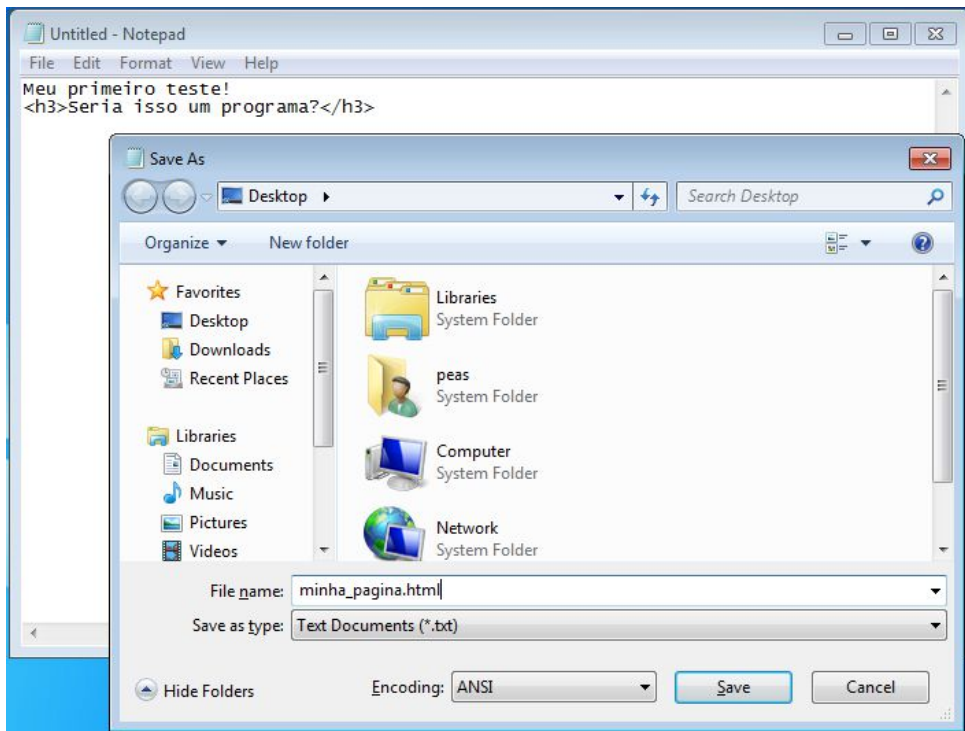 Untitled - Notepad
File Edit Format View Help
Meu primeiro teste!
<h3>Seria isso um programa?</h3>
Save As
Desktop
Search Desktop
Organize New folder
Favorites
Desktop
Downloads
Recent Places
Libraries
Documents
Music
Pictures
Videos
Libraries
System Folder
peas
System Folder
Computer
System Folder
Network
System Folder
File name: minha_pagina.html
Save as type: Text Documents (*.txt)
Hide Folders Encoding: ANSI Save Cancel